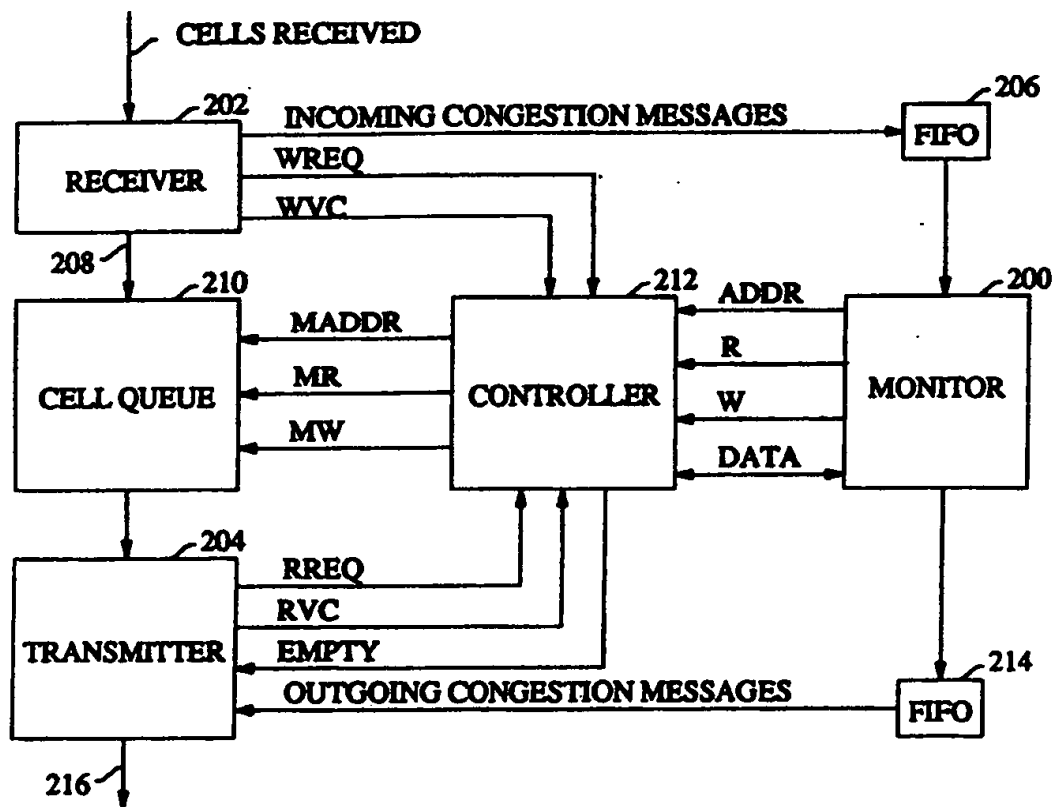 CELLS RECEIVED
202
INCOMING CONGESTION MESSAGES
206
FIFO
RECEIVER
WREQ
WVC
208
210
212
200
MADDR
ADDR
MR
R
CELL QUEUE
CONTROLLER
MONITOR
MW
W
DATA
204
RREQ
RVC
TRANSMITTER
EMPTY
214
OUTGOING CONGESTION MESSAGES
FIFO
216